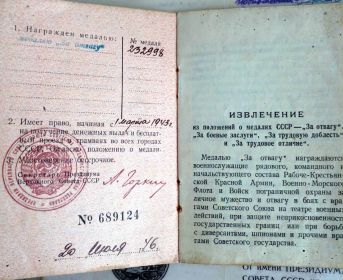 1. Награжден медалью:
медалью „За отвагу“
№ медали
232998
2. Имеет право, начиная с 1 марта 1943 г.
на получение денежных выдач и бесплат-
ный проезд в трамваях во всех городах
СССР согласно положению о медали.
3. Удостоверение бессрочное.
Секретарь Президиума
Верховного Совета СССР
А. Горкин
№ 689124
20 июля 46.
ИЗВЛЕЧЕНИЕ
из положений о медалях СССР — „За отвагу“,
„За боевые заслуги“, „За трудовую доблесть“
и „За трудовое отличие“.
Медалью „За отвагу“ награждаются
военнослужащие рядового, командного и
начальствующего состава Рабоче-Крестьян-
ской Красной Армии, Военно-Морского
Флота и Войск пограничной охраны за
личное мужество и отвагу в боях с вра-
гами Советского Союза на театре военных
действий, при защите неприкосновенности
государственных границ или при борьбе
с диверсантами, шпионами и прочими вра-
гами Советского государства.
ОТ ИМЕНИ ПРЕЗИДИУМ
СОВЕТА СССР